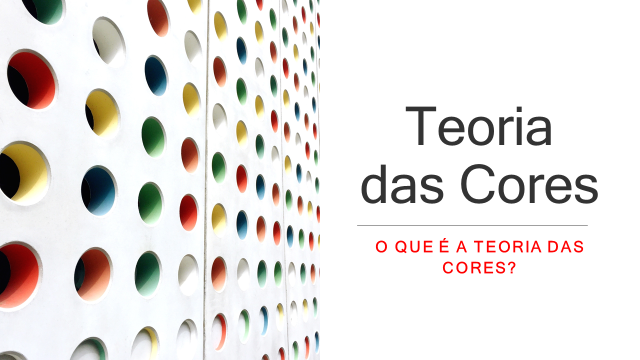 Teoria
das Cores
O QUE É A TEORIA DAS
CORES?